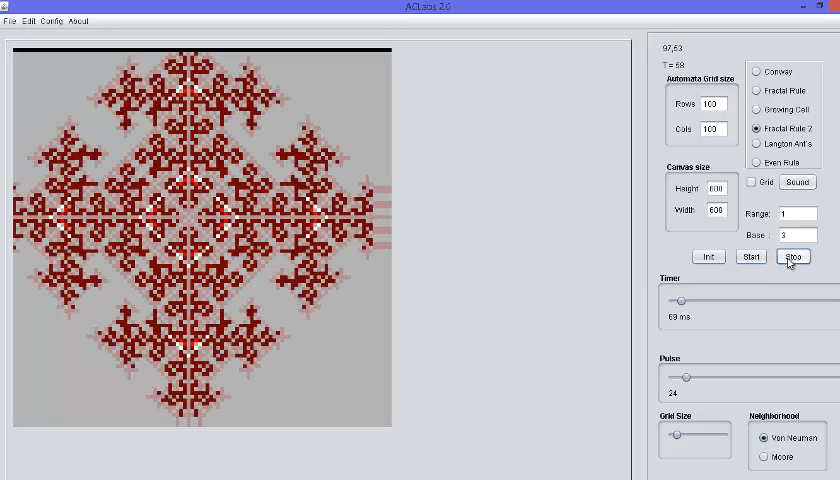 ACLabs 2.0
File Edit Config About
97,53
T = 58
Automata Grid size
Rows 100
Cols 100
Conway
Fractal Rule
Growing Cell
Fractal Rule 2
Langton Ant's
Even Rule
Canvas size
Height 600
Width 600
Grid Sound
Range: 1
Base : 3
Init Start Stop
Timer
69 ms
Pulse
24
Grid Size
Neighborhood
Von Neuman
Moore